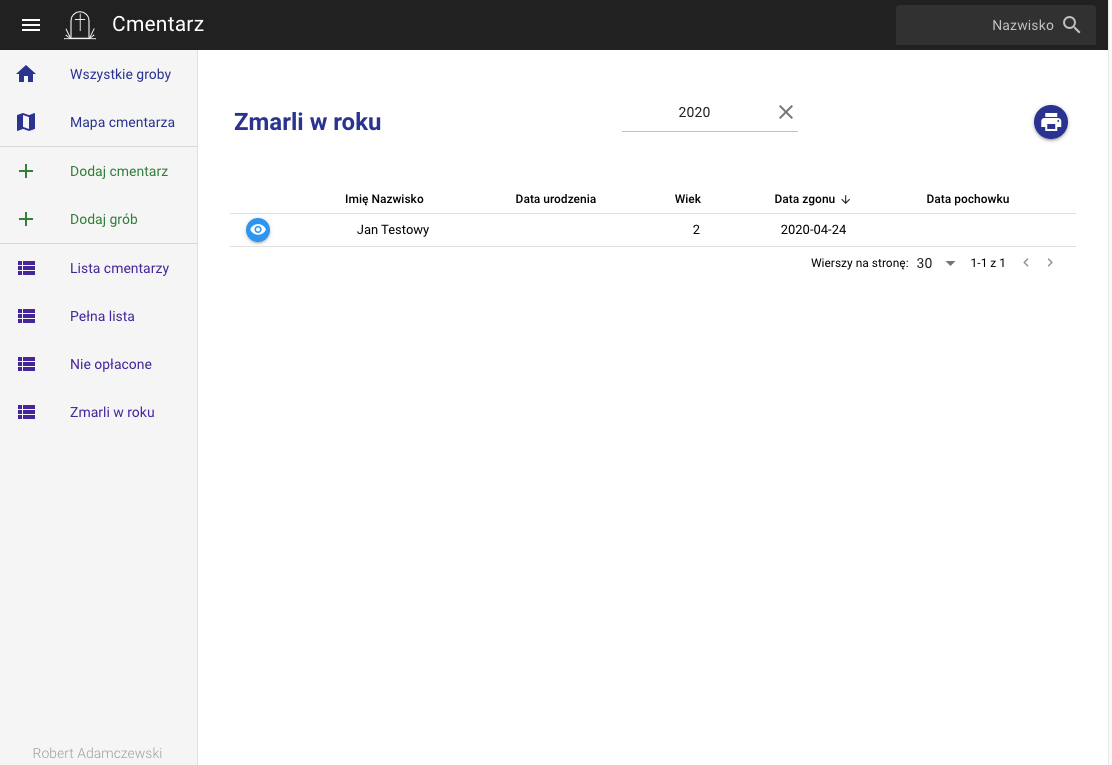 Cmentarz
Nazwisko
Wszystkie groby
Mapa cmentarza
Dodaj cmentarz
Dodaj grób
Lista cmentarzy
Pełna lista
Nie opłacone
Zmarli w roku
Robert Adamczewski
Zmarli w roku
2020
Imię Nazwisko Data urodzenia Wiek Data zgonu Data pochowku
Jan Testowy 2 2020-04-24
Wierszy na stronę: 30 1-1 z 1